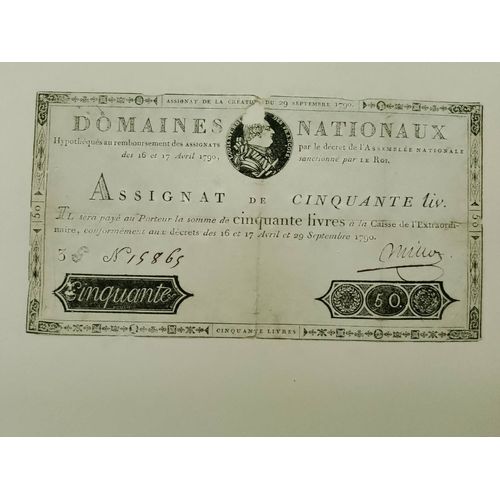 ASSIGNAT DE LA CRÉATION DU 29 SEPTEMBRE 1790.
DOMAINES NATIONAUX
Hypothéqués au remboursement des ASSIGNATS par le décret de l'ASSEMBLÉE NATIONALE
des 16 et 17 Avril 1790, sanctionné par LE ROI.
ASSIGNAT DE CINQUANTE liv.
IL sera payé au Porteur la somme de cinquante livres à la Caisse de l'Extraordi-
naire, conformément aux décrets des 16 et 17 Avril et 29 Septembre 1790.
N 15865
Cinquante
50
CINQUANTE LIVRES
50
50